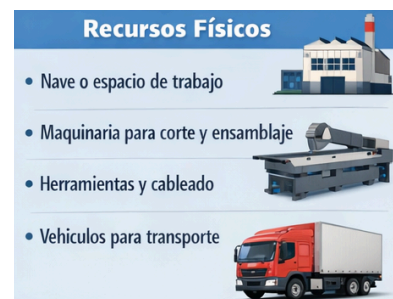 Recursos Físicos
• Nave o espacio de trabajo
• Maquinaria para corte y ensamblaje
• Herramientas y cableado
• Vehiculos para transporte